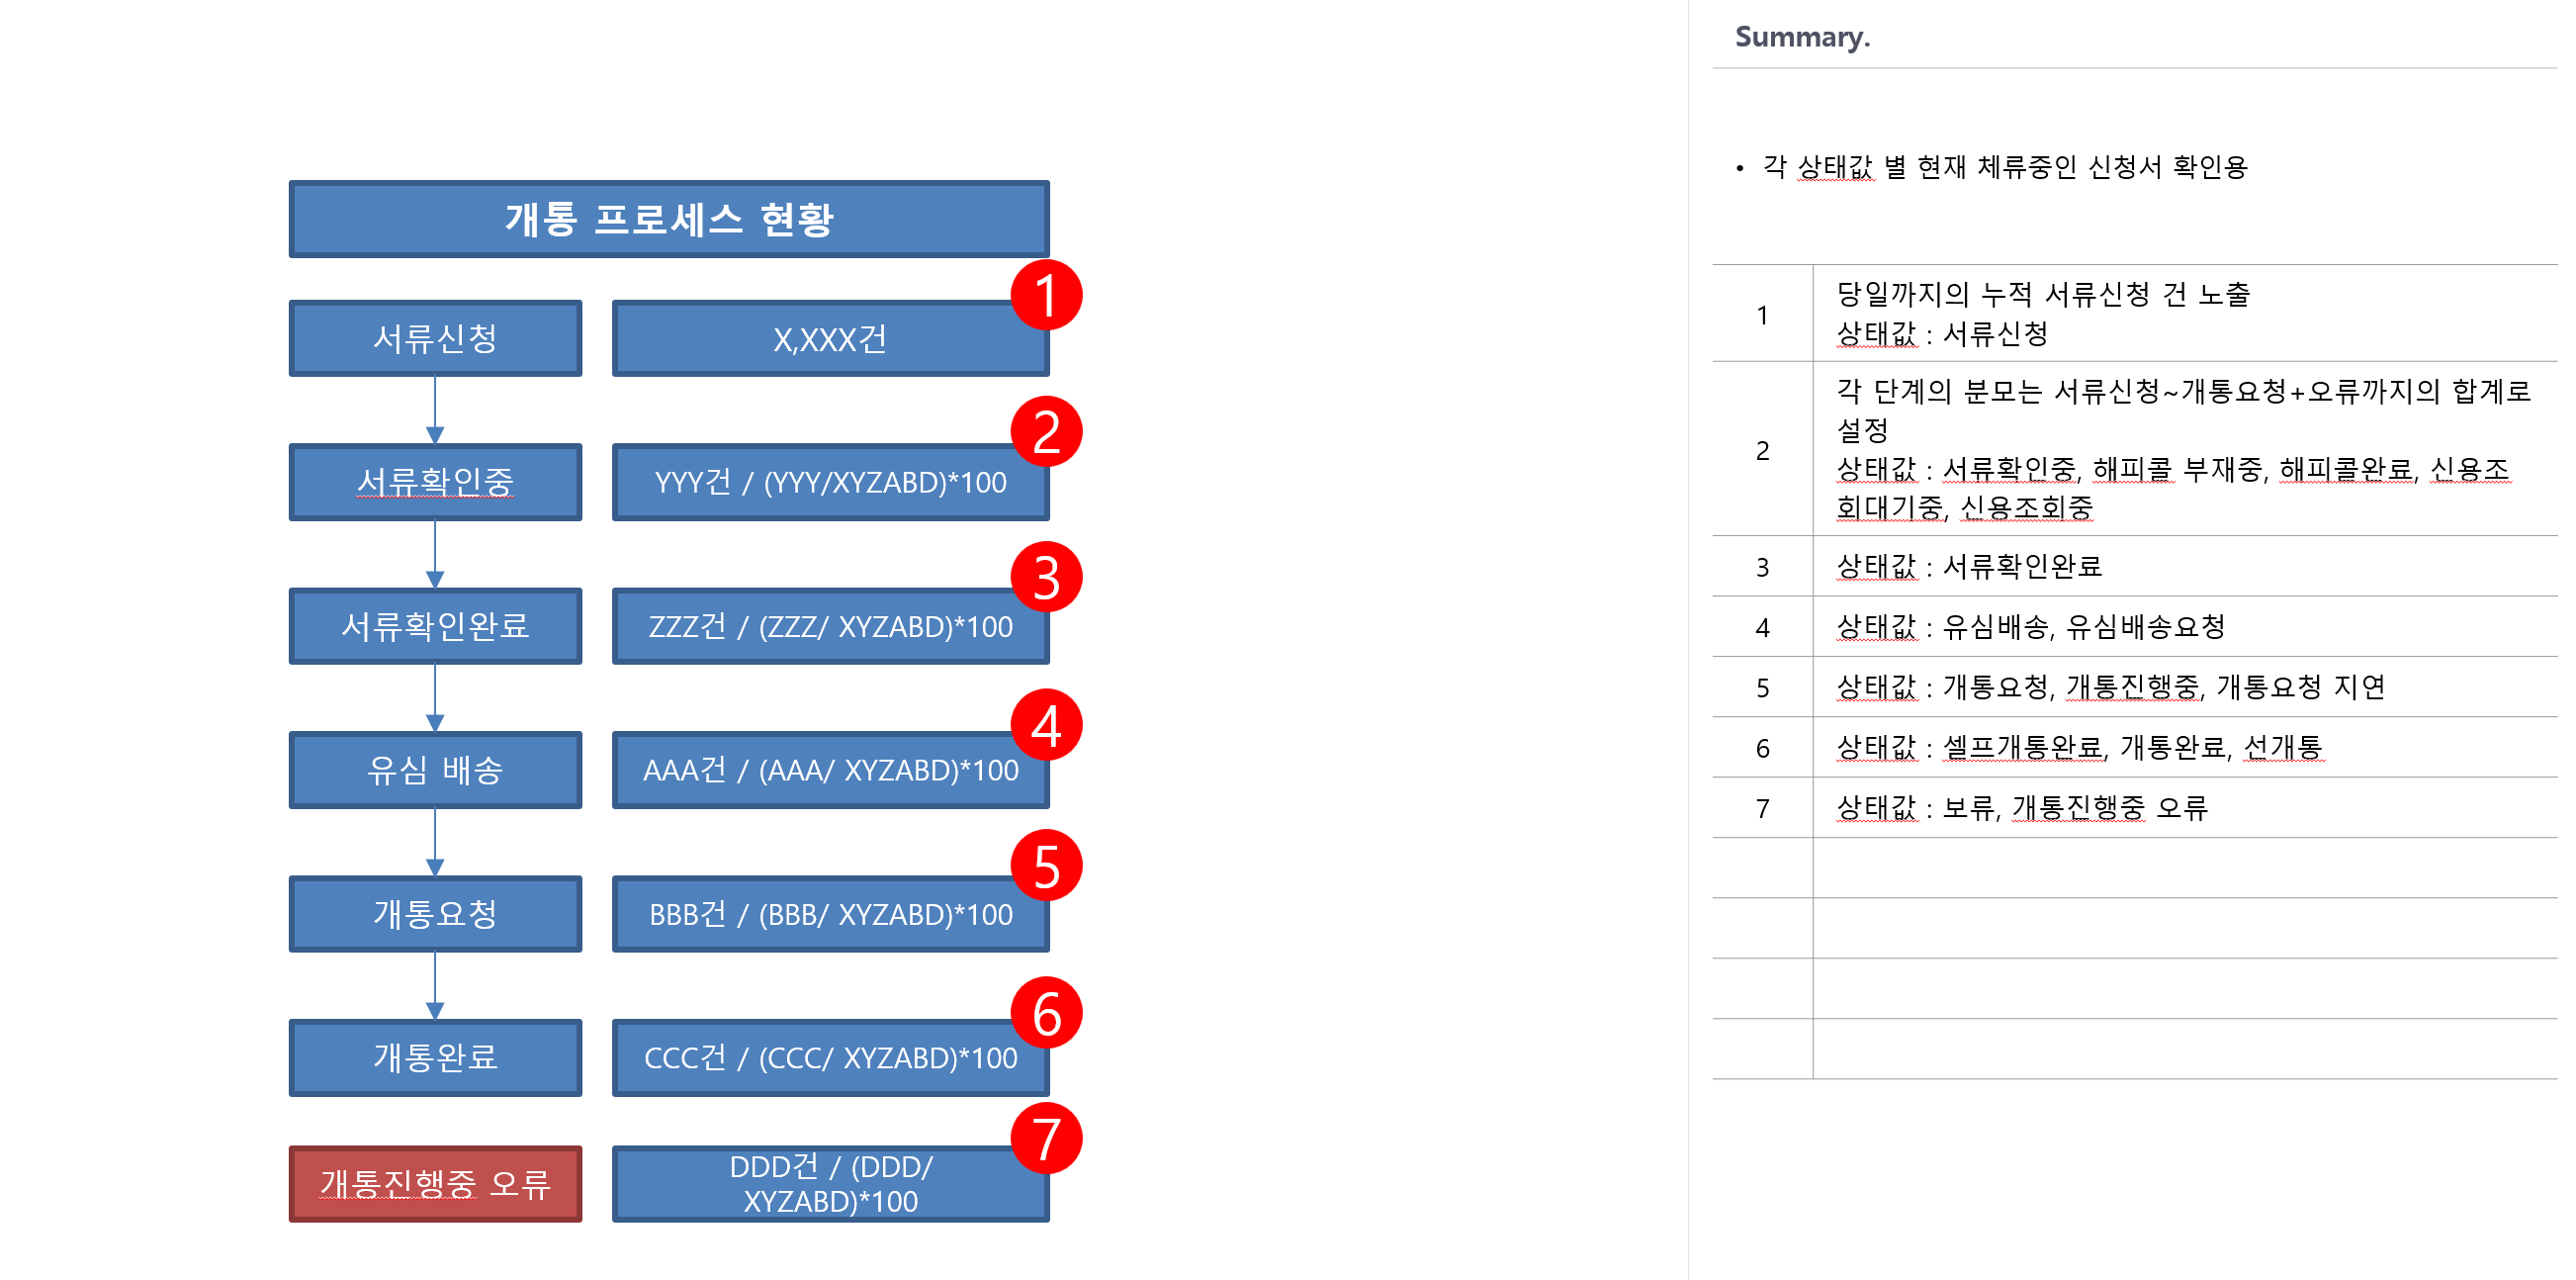 개통 프로세스 현황
1
서류신청
X,XXX건
2
서류확인중
YYY건 / (YYY/XYZABD)*100
3
서류확인완료
ZZZ건 / (ZZZ/ XYZABD)*100
4
유심 배송
AAA건 / (AAA/ XYZABD)*100
5
개통요청
BBB건 / (BBB/ XYZABD)*100
6
개통완료
CCC건 / (CCC/ XYZABD)*100
7
개통진행중 오류
DDD건 / (DDD/
XYZABD)*100
Summary.
• 각 상태값 별 현재 체류중인 신청서 확인용
1
당일까지의 누적 서류신청 건 노출
상태값 : 서류신청
2
각 단계의 분모는 서류신청~개통요청+오류까지의 합계로
설정
상태값 : 서류확인중, 해피콜 부재중, 해피콜완료, 신용조
회대기중, 신용조회중
3
상태값 : 서류확인완료
4
상태값 : 유심배송, 유심배송요청
5
상태값 : 개통요청, 개통진행중, 개통요청 지연
6
상태값 : 셀프개통완료, 개통완료, 선개통
7
상태값 : 보류, 개통진행중 오류